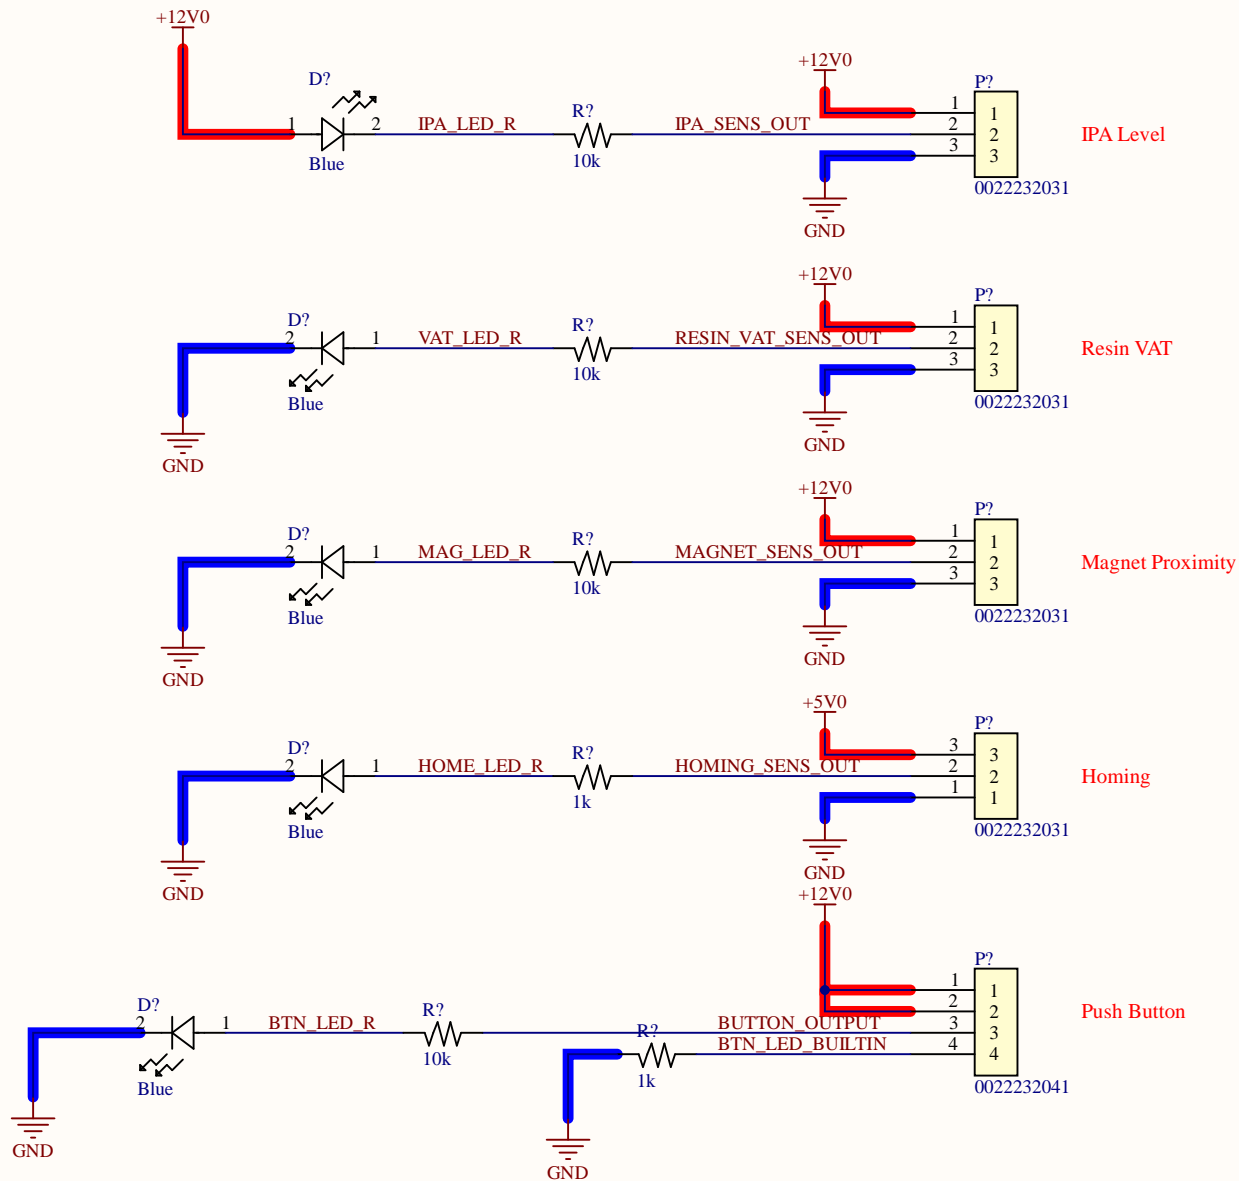 +12V0
D?
1
2
Blue
IPA_LED_R
R?
10k
IPA_SENS_OUT
+12V0
GND
P?
1 1
2 2
3 3
0022232031
IPA Level
D?
2
1
Blue
GND
VAT_LED_R
R?
10k
RESIN_VAT_SENS_OUT
+12V0
GND
P?
1 1
2 2
3 3
0022232031
Resin VAT
D?
2
1
Blue
GND
MAG_LED_R
R?
10k
MAGNET_SENS_OUT
+12V0
GND
P?
1 1
2 2
3 3
0022232031
Magnet Proximity
D?
2
1
Blue
GND
HOME_LED_R
R?
1k
HOMING_SENS_OUT
+5V0
GND
P?
3 3
2 2
1 1
0022232031
Homing
D?
2
1
Blue
GND
BTN_LED_R
R?
10k
BUTTON_OUTPUT
R?
1k
BTN_LED_BUILTIN
GND
+12V0
P?
1 1
2 2
3 3
4 4
0022232041
Push Button